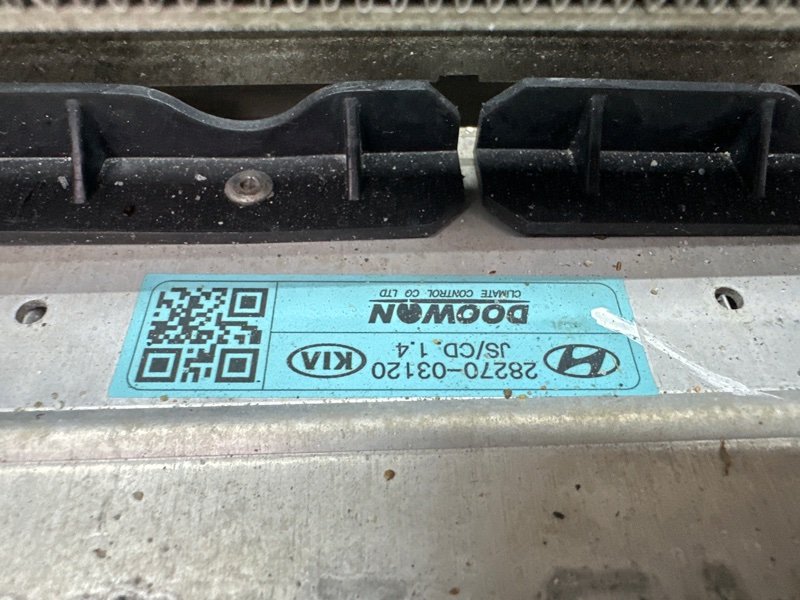 28270-03120
JS/CD 1.4
KIA
DOOWON
CLIMATE CONTROL CO LTD